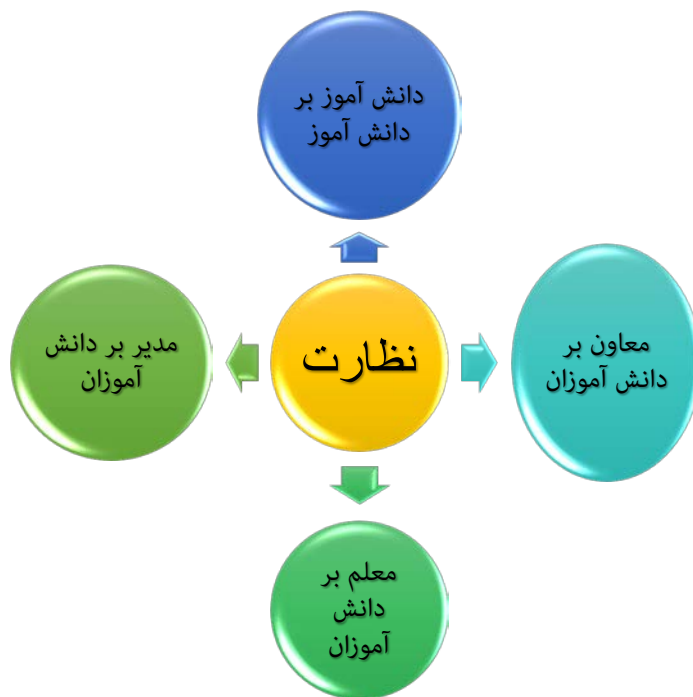 دانش آموز بر
دانش آموز
معاون بر
دانش آموزان
نظارت
مدیر بر دانش
آموزان
معلم بر
دانش
آموزان